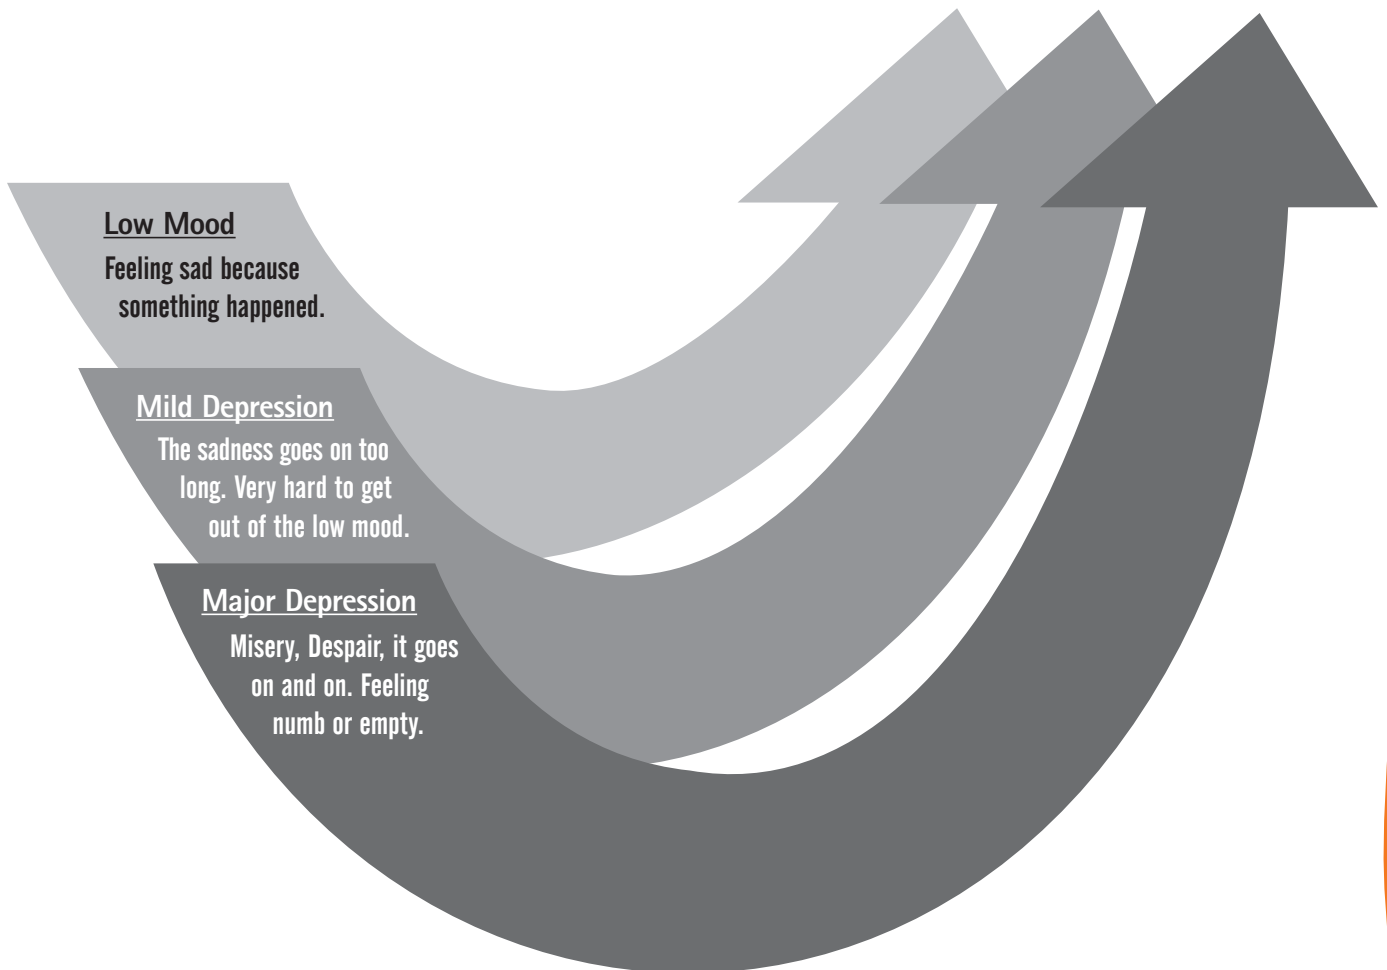 Low Mood
Feeling sad because
something happened.
Mild Depression
The sadness goes on too
long. Very hard to get
out of the low mood.
Major Depression
Misery, Despair, it goes
on and on. Feeling
numb or empty.